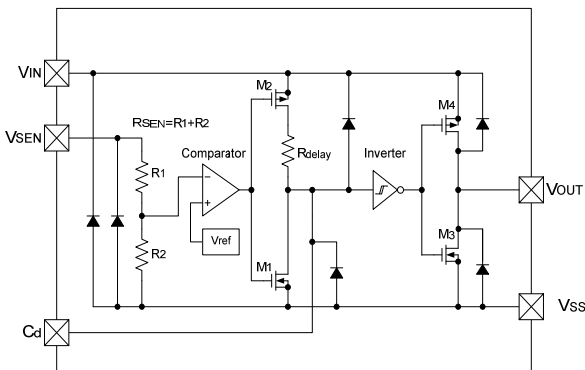 VIN
M2
M4
VSEN
RSEN=R1+R2
Comparator
Rdelay
Inverter
R1
VOUT
Vref
R2
M1
M3
VSS
Cd